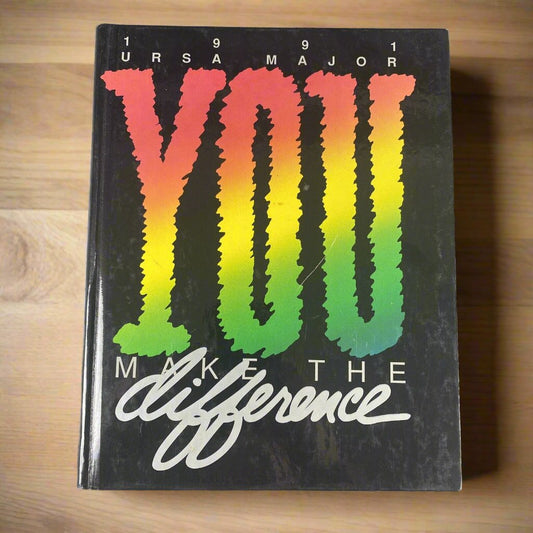 1 9 9 1
URSA MAJOR
YOU
MAKE THE
difference